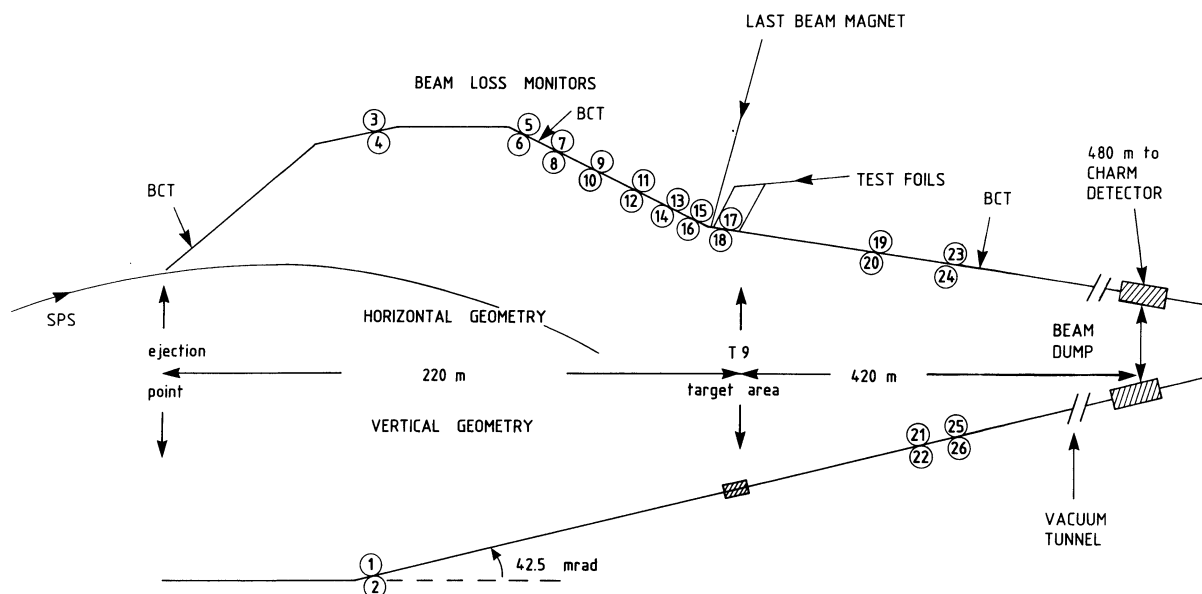 LAST BEAM MAGNET
BEAM LOSS MONITORS
BCT
3
4
5
6
7
8
9
10
11
12
13
14
15
16
17
18
TEST FOILS
480 m to
CHARM
DETECTOR
BCT
BCT
19
20
23
24
SPS
HORIZONTAL GEOMETRY
ejection
point
220 m
T9
target area
420 m
BEAM
DUMP
VERTICAL GEOMETRY
21
22
25
26
VACUUM
TUNNEL
1
2
42.5 mrad